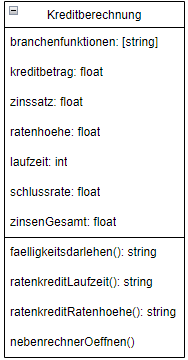 Kreditberechnung
branchenfunktionen: [string]
kreditbetrag: float
zinssatz: float
ratenhoehe: float
laufzeit: int
schlussrate: float
zinsenGesamt: float
faelligkeitsdarlehen(): string
ratenkreditLaufzeit(): string
ratenkreditRatenhoehe(): string
nebenrechnerOeffnen()